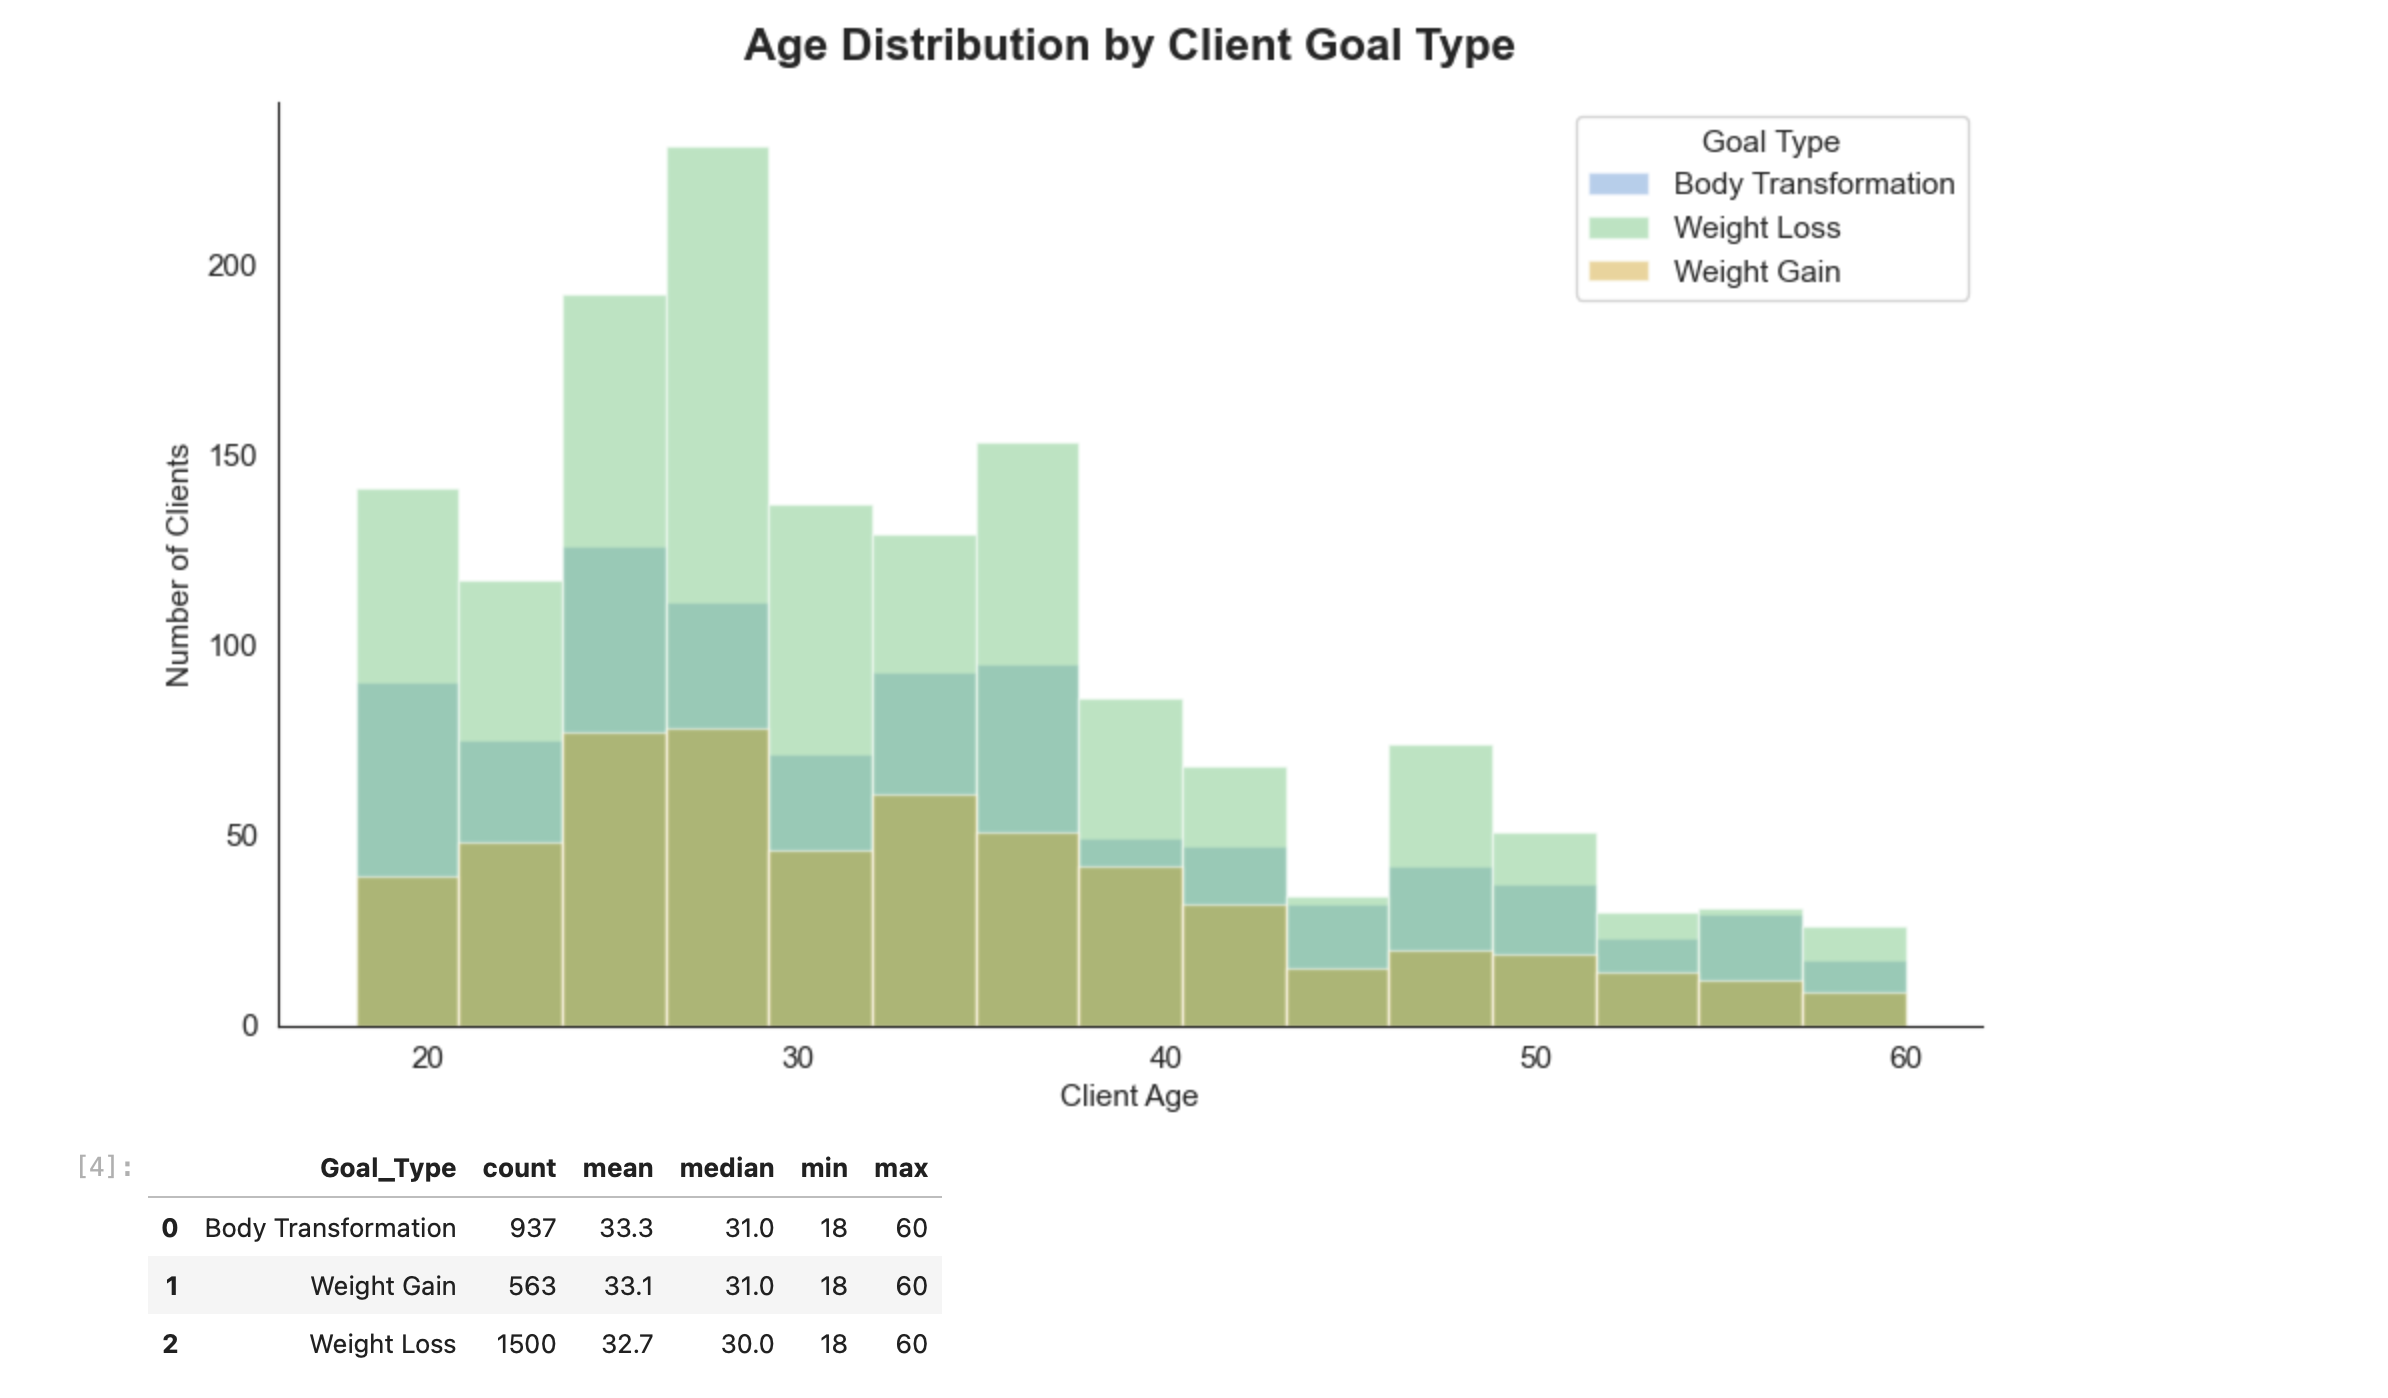 Age Distribution by Client Goal Type
Goal Type
Body Transformation
Weight Loss
Weight Gain
Number of Clients
200
150
100
50
0
20 30 40 50 60
Client Age
[4]:
Goal_Type count mean median min max
0 Body Transformation 937 33.3 31.0 18 60
1 Weight Gain 563 33.1 31.0 18 60
2 Weight Loss 1500 32.7 30.0 18 60